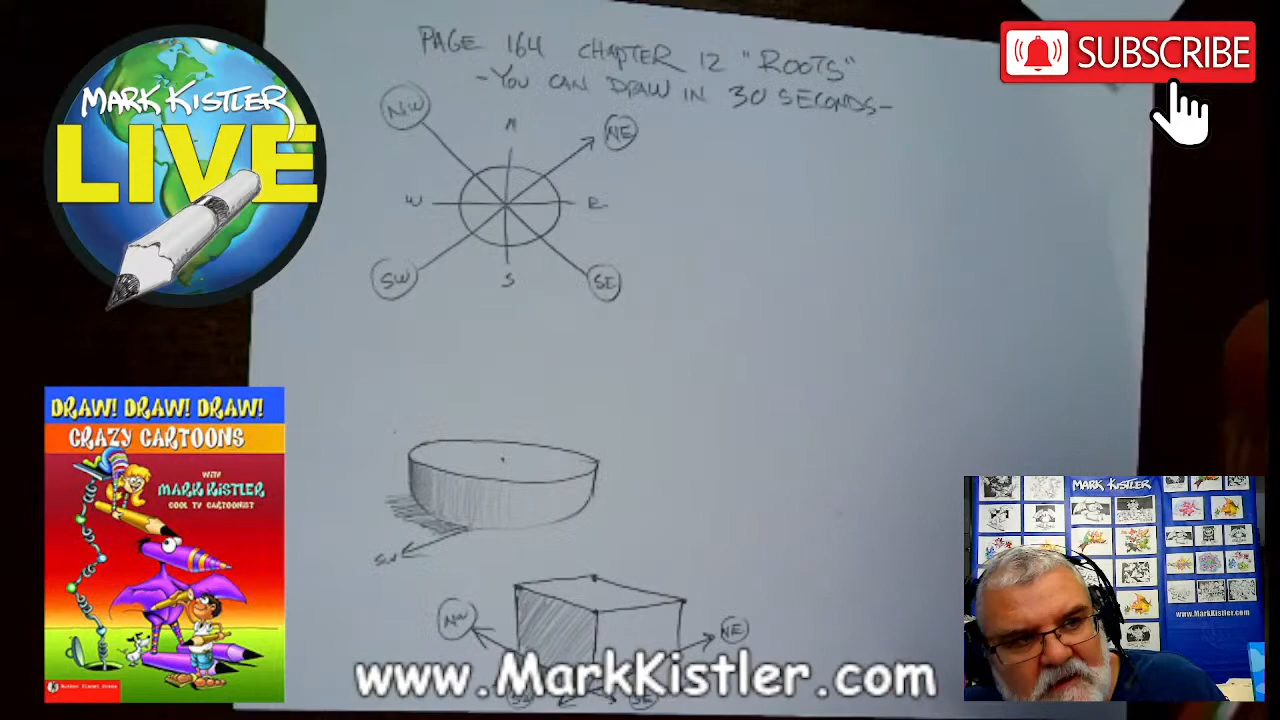 MARK KISTLER
LIVE
SUBSCRIBE
PAGE 164 CHAPTER 12 "ROOTS"
-YOU CAN DRAW IN 30 SECONDS-
NW
N
NE
W
E
SW
S
SE
DRAW! DRAW! DRAW!
CRAZY CARTOONS
WITH
MARK KISTLER
COOL TV CARTOONIST
SW
NW
NE
SE
www.MarkKistler.com
MARK KISTLER
www.MarkKistler.com